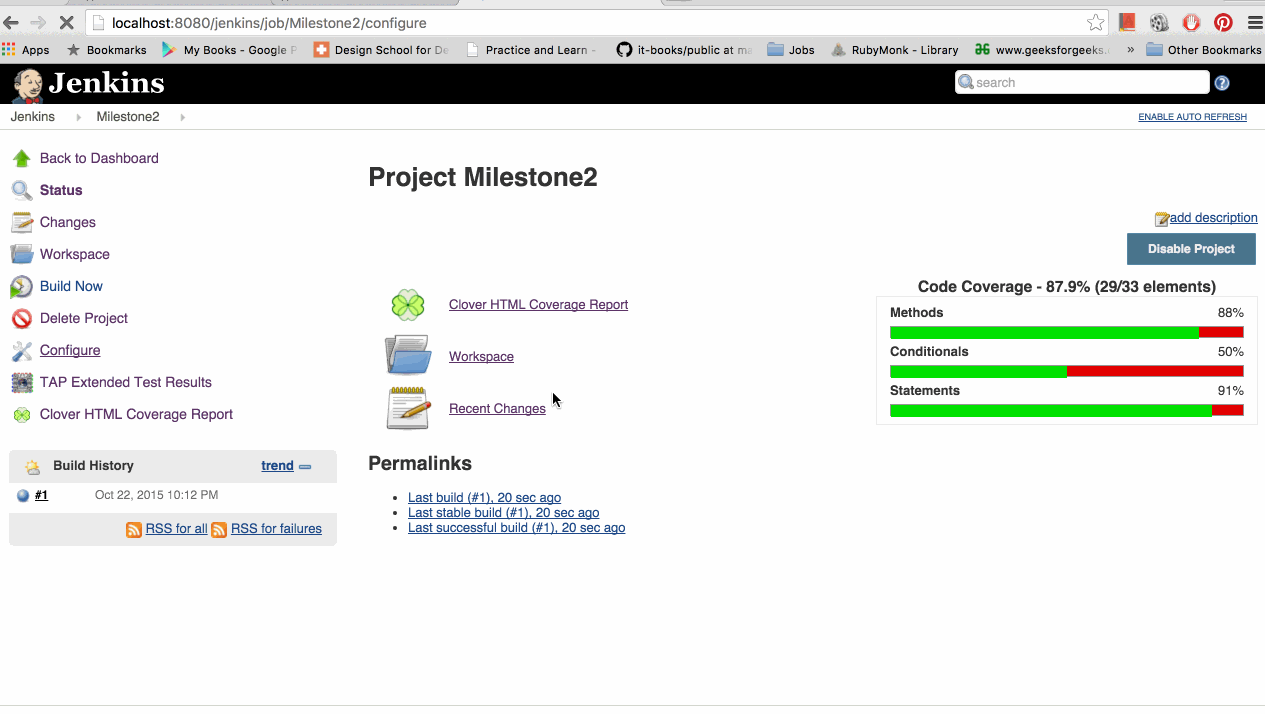 localhost:8080/jenkins/job/Milestone2/configure
Apps Bookmarks My Books - Google Design School for De Practice and Learn - it-books/public at ma Jobs RubyMonk - Library www.geeksforgeeks. » Other Bookmarks
Jenkins search ?
Jenkins Milestone2 ENABLE AUTO REFRESH
Back to Dashboard
Status
Changes
Workspace
Build Now
Delete Project
Configure
TAP Extended Test Results
Clover HTML Coverage Report
Build History trend
#1 Oct 22, 2015 10:12 PM
RSS for all RSS for failures
Project Milestone2
add description
Disable Project
Clover HTML Coverage Report
Workspace
Recent Changes
Code Coverage - 87.9% (29/33 elements)
Methods 88%
Conditionals 50%
Statements 91%
Permalinks
Last build (#1), 20 sec ago
Last stable build (#1), 20 sec ago
Last successful build (#1), 20 sec ago